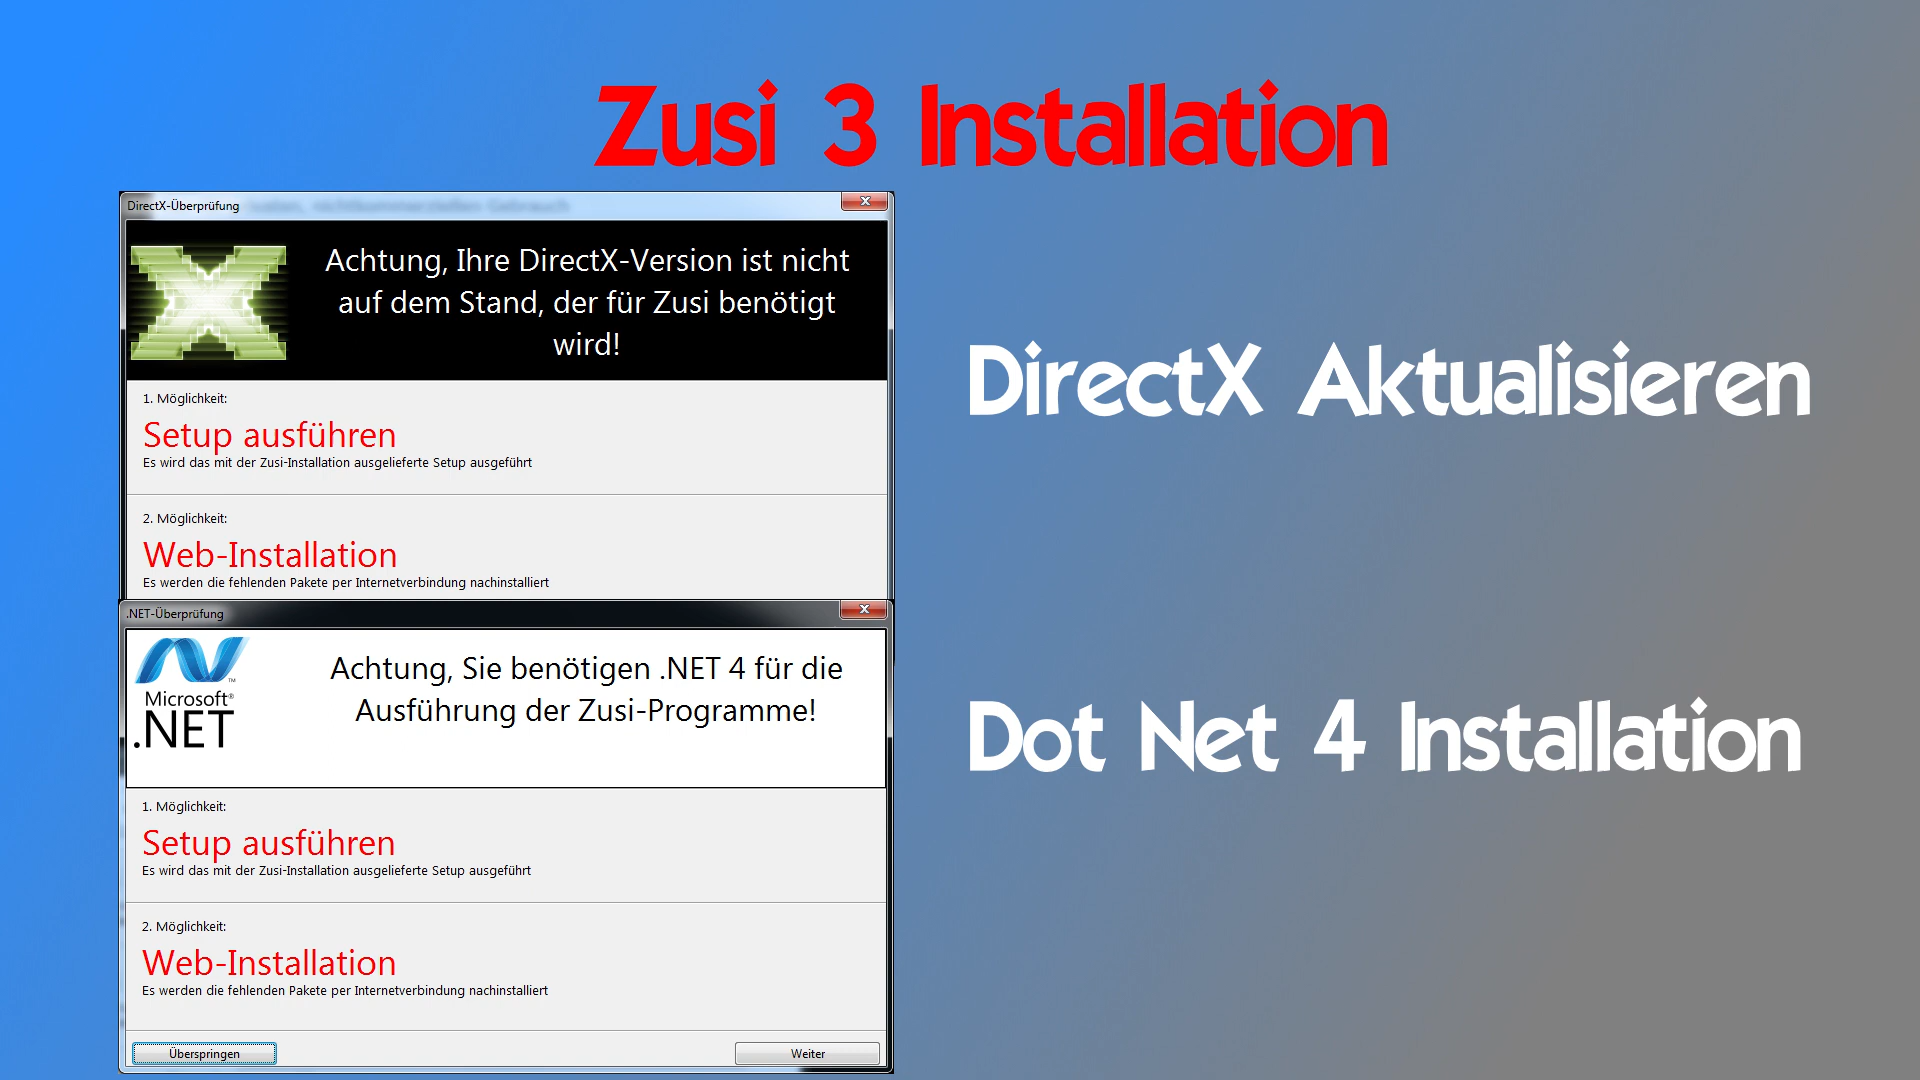 Zusi 3 Installation
DirectX-Überprüfung
Achtung, Ihre DirectX-Version ist nicht
auf dem Stand, der für Zusi benötigt
wird!
1. Möglichkeit:
Setup ausführen
Es wird das mit der Zusi-Installation ausgelieferte Setup ausgeführt
2. Möglichkeit:
Web-Installation
Es werden die fehlenden Pakete per Internetverbindung nachinstalliert
DirectX Aktualisieren
.NET-Überprüfung
Microsoft®
.NET
™
Achtung, Sie benötigen .NET 4 für die
Ausführung der Zusi-Programme!
1. Möglichkeit:
Setup ausführen
Es wird das mit der Zusi-Installation ausgelieferte Setup ausgeführt
2. Möglichkeit:
Web-Installation
Es werden die fehlenden Pakete per Internetverbindung nachinstalliert
Überspringen
Weiter
Dot Net 4 Installation